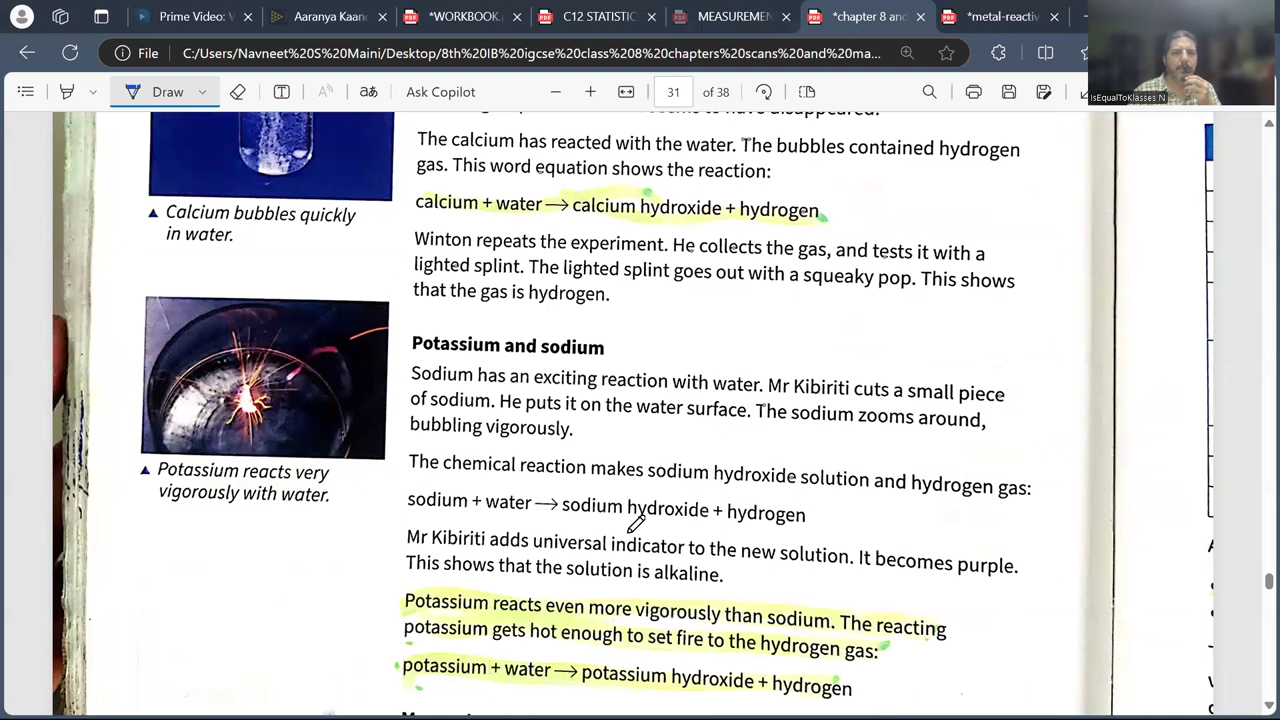 Prime Video: V
Aaranya Kaand
*WORKBOOK.
C12 STATISTIC
MEASUREMEN
*chapter 8 and
*metal-reactiv
File
C:/Users/Navneet%20S%20Maini/Desktop/8th%20IB%20igcse%20class%208%20chapters%20scans%20and%20ma...
IsEqualToKlasses N
Draw
Ask Copilot
31 of 38
The calcium has reacted with the water. The bubbles contained hydrogen
gas. This word equation shows the reaction:
calcium + water → calcium hydroxide + hydrogen
▲ Calcium bubbles quickly
in water.
Winton repeats the experiment. He collects the gas, and tests it with a
lighted splint. The lighted splint goes out with a squeaky pop. This shows
that the gas is hydrogen.
Potassium and sodium
Sodium has an exciting reaction with water. Mr Kibiriti cuts a small piece
of sodium. He puts it on the water surface. The sodium zooms around,
bubbling vigorously.
▲ Potassium reacts very
vigorously with water.
The chemical reaction makes sodium hydroxide solution and hydrogen gas:
sodium + water → sodium hydroxide + hydrogen
Mr Kibiriti adds universal indicator to the new solution. It becomes purple.
This shows that the solution is alkaline.
Potassium reacts even more vigorously than sodium. The reacting
potassium gets hot enough to set fire to the hydrogen gas:
potassium + water → potassium hydroxide + hydrogen